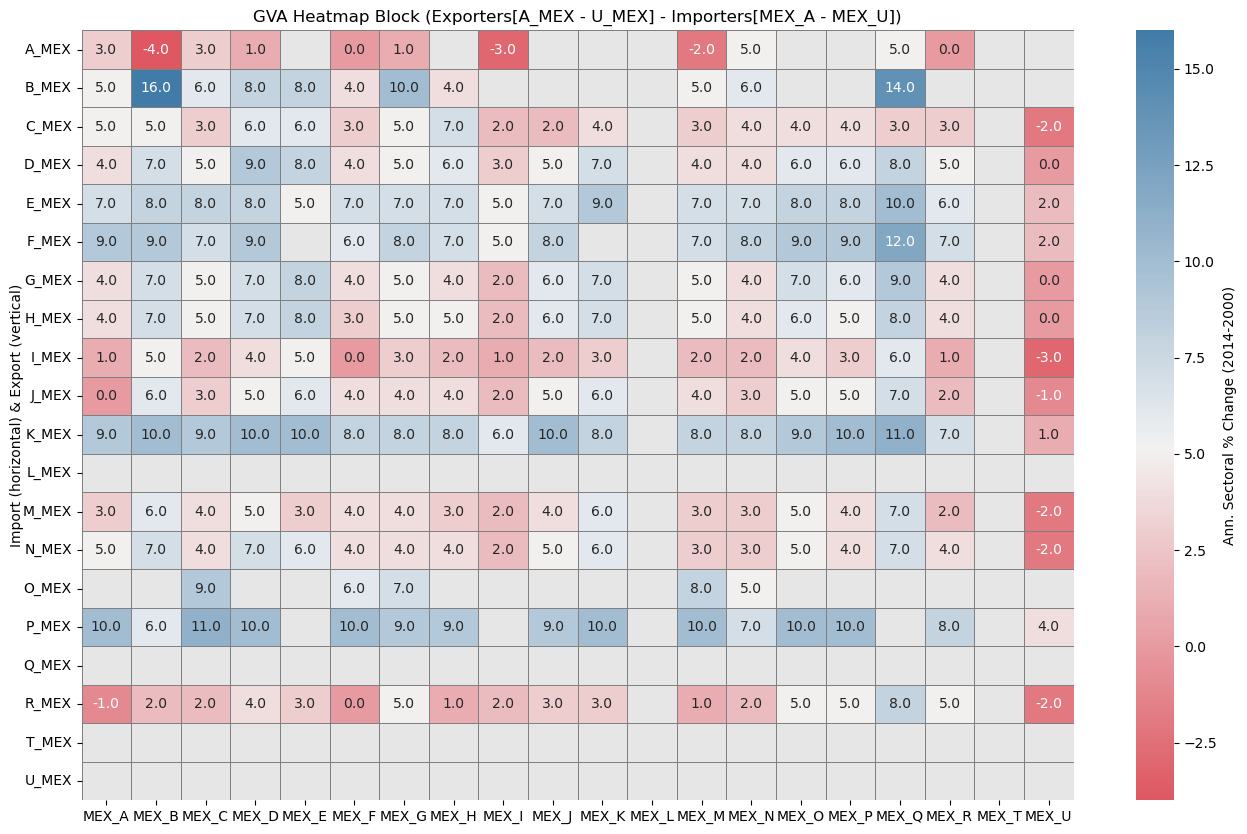 GVA Heatmap Block (Exporters[A_MEX - U_MEX] - Importers[MEX_A - MEX_U])
A_MEX 3.0 -4.0 3.0 1.0 0.0 1.0 -3.0 -2.0 5.0 5.0 0.0
B_MEX 5.0 16.0 6.0 8.0 8.0 4.0 10.0 4.0 5.0 6.0 14.0
C_MEX 5.0 5.0 3.0 6.0 6.0 3.0 5.0 7.0 2.0 2.0 4.0 3.0 4.0 4.0 4.0 3.0 3.0 -2.0
D_MEX 4.0 7.0 5.0 9.0 8.0 4.0 5.0 6.0 3.0 5.0 7.0 4.0 4.0 6.0 6.0 8.0 5.0 0.0
E_MEX 7.0 8.0 8.0 8.0 5.0 7.0 7.0 7.0 5.0 7.0 9.0 7.0 7.0 8.0 8.0 10.0 6.0 2.0
F_MEX 9.0 9.0 7.0 9.0 6.0 8.0 7.0 5.0 8.0 7.0 8.0 9.0 9.0 12.0 7.0 2.0
G_MEX 4.0 7.0 5.0 7.0 8.0 4.0 5.0 4.0 2.0 6.0 7.0 5.0 4.0 7.0 6.0 9.0 4.0 0.0
H_MEX 4.0 7.0 5.0 7.0 8.0 3.0 5.0 5.0 2.0 6.0 7.0 5.0 4.0 6.0 5.0 8.0 4.0 0.0
I_MEX 1.0 5.0 2.0 4.0 5.0 0.0 3.0 2.0 1.0 2.0 3.0 2.0 2.0 4.0 3.0 6.0 1.0 -3.0
J_MEX 0.0 6.0 3.0 5.0 6.0 4.0 4.0 4.0 2.0 5.0 6.0 4.0 3.0 5.0 5.0 7.0 2.0 -1.0
K_MEX 9.0 10.0 9.0 10.0 10.0 8.0 8.0 8.0 6.0 10.0 8.0 8.0 8.0 9.0 10.0 11.0 7.0 1.0
L_MEX
M_MEX 3.0 6.0 4.0 5.0 3.0 4.0 4.0 3.0 2.0 4.0 6.0 3.0 3.0 5.0 4.0 7.0 2.0 -2.0
N_MEX 5.0 7.0 4.0 7.0 6.0 4.0 4.0 4.0 2.0 5.0 6.0 3.0 3.0 5.0 4.0 7.0 4.0 -2.0
O_MEX 9.0 6.0 7.0 8.0 5.0
P_MEX 10.0 6.0 11.0 10.0 10.0 9.0 9.0 9.0 10.0 10.0 7.0 10.0 10.0 8.0 4.0
Q_MEX
R_MEX -1.0 2.0 2.0 4.0 3.0 0.0 5.0 1.0 2.0 3.0 3.0 1.0 2.0 5.0 5.0 8.0 5.0 -2.0
T_MEX
U_MEX
MEX_A MEX_B MEX_C MEX_D MEX_E MEX_F MEX_G MEX_H MEX_I MEX_J MEX_K MEX_L MEX_M MEX_N MEX_O MEX_P MEX_Q MEX_R MEX_T MEX_U
Import (horizontal) & Export (vertical)
15.0
12.5
10.0
7.5
5.0
2.5
0.0
−2.5
Ann. Sectoral % Change (2014-2000)